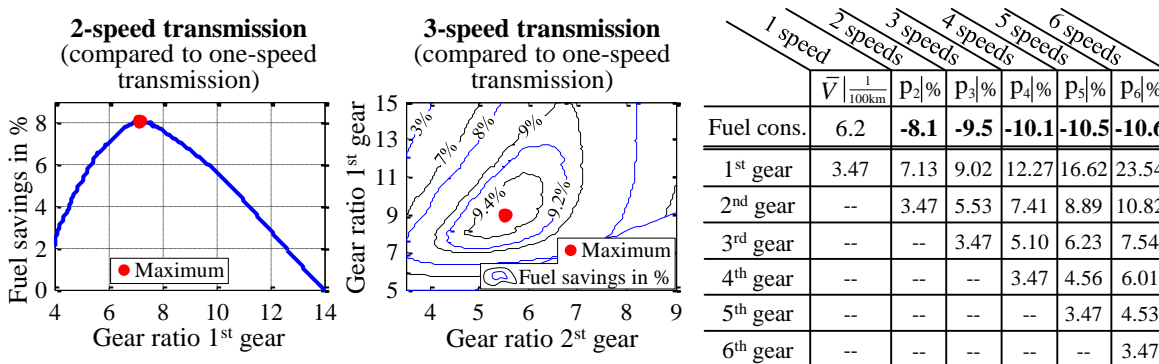 2-speed transmission
(compared to one-speed
transmission)
Fuel savings in %
8
6
4
2
0
4 6 8 10 12 14
Maximum
Gear ratio 1st gear
3-speed transmission
(compared to one-speed
transmission)
Gear ratio 1st gear
15
13
11
9
7
5
3%
7%
8%
9%
9.4%
9.2%
Maximum
Fuel savings in %
4 5 6 7 8 9
Gear ratio 2st gear
1 speed 2 speeds 3 speeds 4 speeds 5 speeds 6 speeds
V̅|1/100km p2|% p3|% p4|% p5|% p6|%
Fuel cons. 6.2 -8.1 -9.5 -10.1 -10.5 -10.6
1st gear 3.47 7.13 9.02 12.27 16.62 23.54
2nd gear -- 3.47 5.53 7.41 8.89 10.82
3rd gear -- -- 3.47 5.10 6.23 7.54
4th gear -- -- -- 3.47 4.56 6.01
5th gear -- -- -- -- 3.47 4.53
6th gear -- -- -- -- -- 3.47